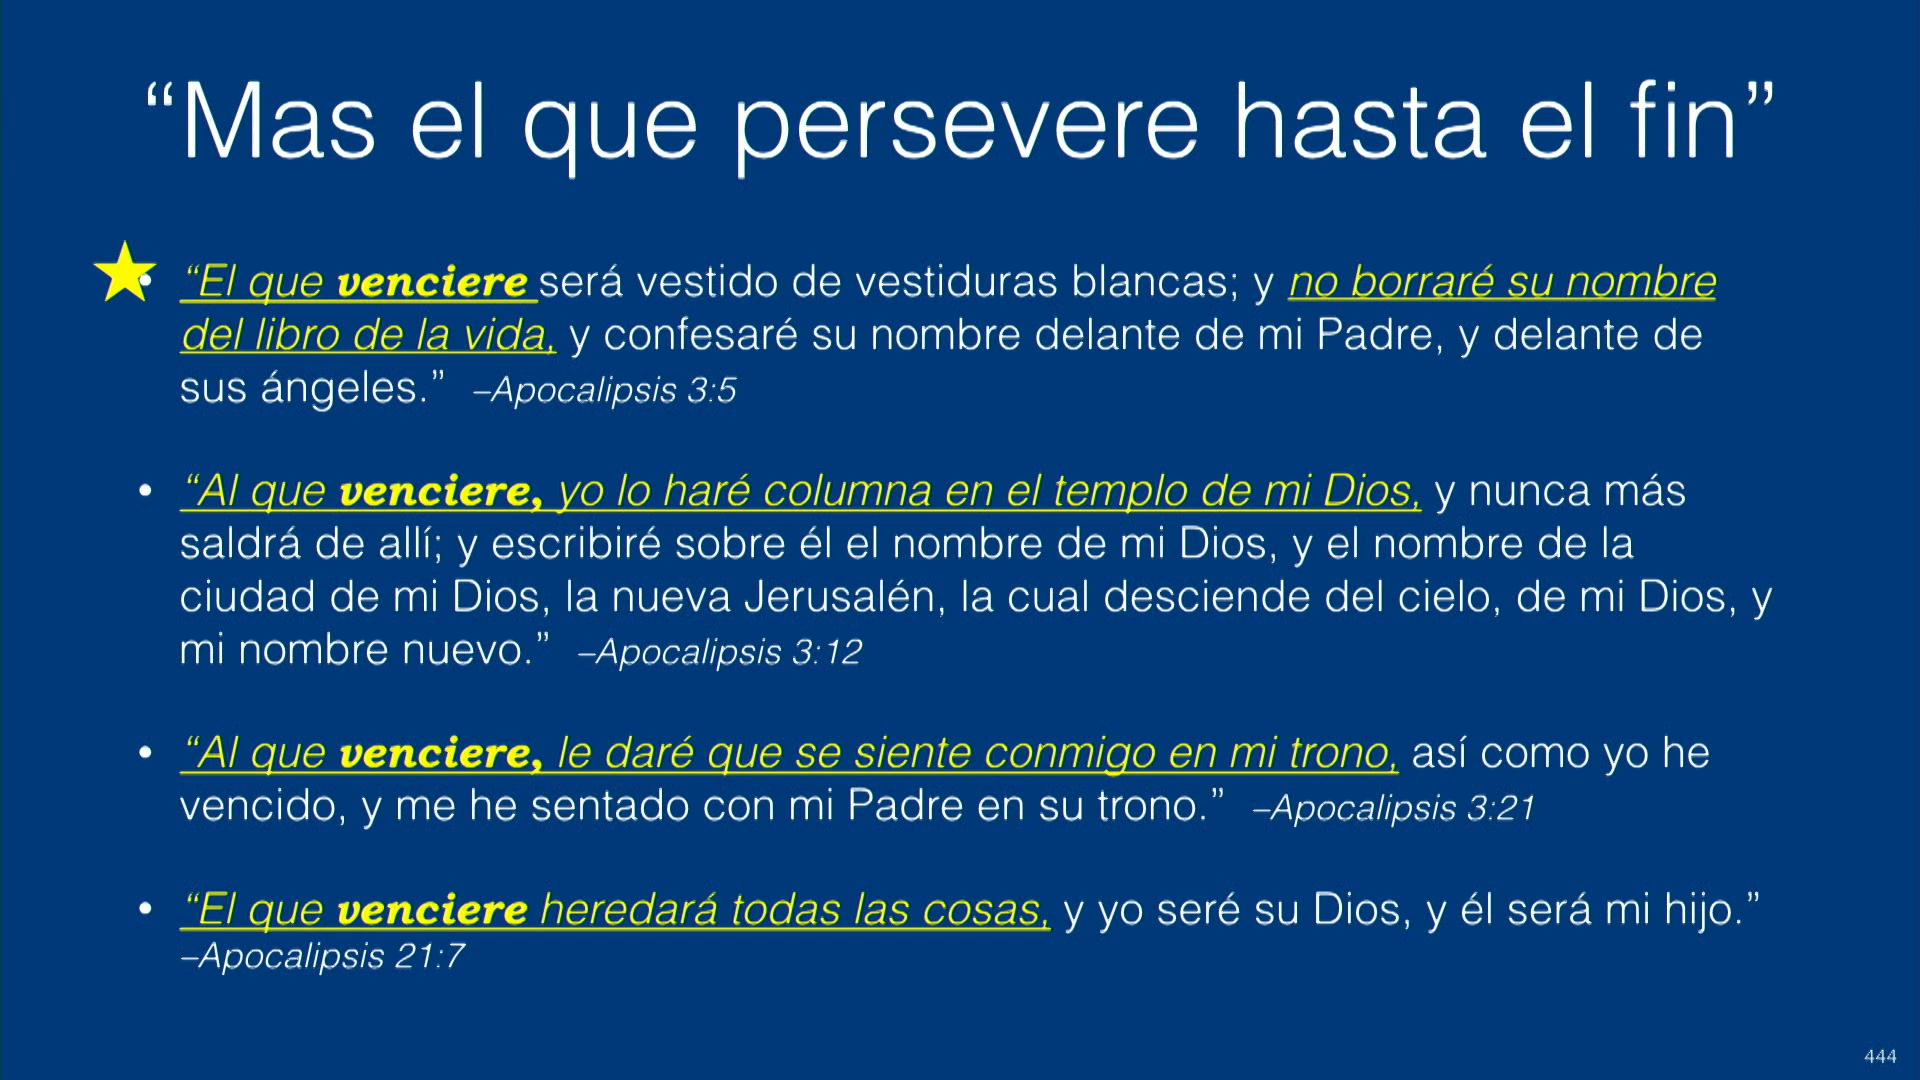 “Mas el que persevere hasta el fin”
• “El que venciere será vestido de vestiduras blancas; y no borraré su nombre
del libro de la vida, y confesaré su nombre delante de mi Padre, y delante de
sus ángeles.” –Apocalipsis 3:5
• “Al que venciere, yo lo haré columna en el templo de mi Dios, y nunca más
saldrá de allí; y escribiré sobre él el nombre de mi Dios, y el nombre de la
ciudad de mi Dios, la nueva Jerusalén, la cual desciende del cielo, de mi Dios, y
mi nombre nuevo.” –Apocalipsis 3:12
• “Al que venciere, le daré que se siente conmigo en mi trono, así como yo he
vencido, y me he sentado con mi Padre en su trono.” –Apocalipsis 3:21
• “El que venciere heredará todas las cosas, y yo seré su Dios, y él será mi hijo.”
–Apocalipsis 21:7
444